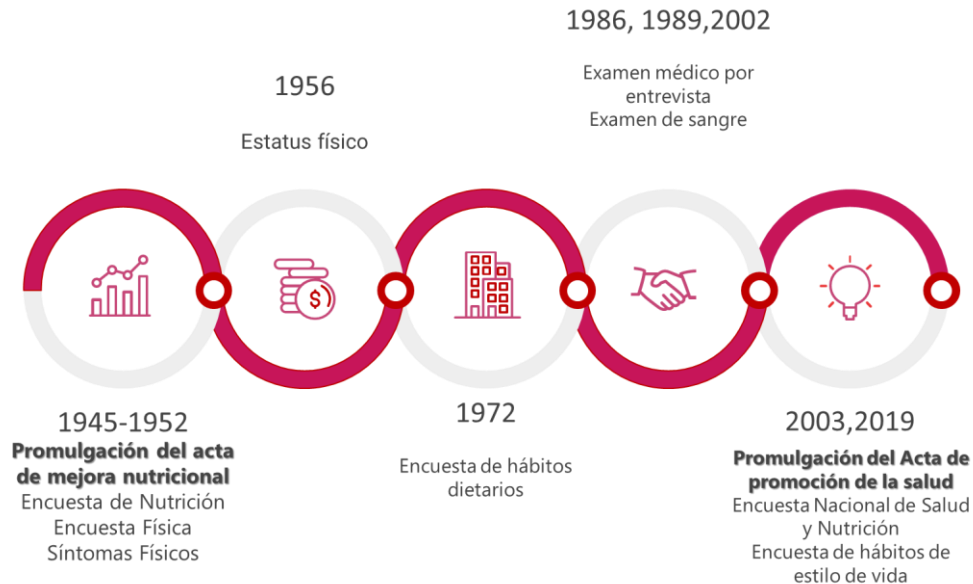 1945-1952
Promulgación del acta
de mejora nutricional
Encuesta de Nutrición
Encuesta Física
Síntomas Físicos
1956
Estatus físico
$
1972
Encuesta de hábitos
dietarios
1986, 1989,2002
Examen médico por
entrevista
Examen de sangre
2003,2019
Promulgación del Acta de
promoción de la salud
Encuesta Nacional de Salud
y Nutrición
Encuesta de hábitos de
estilo de vida